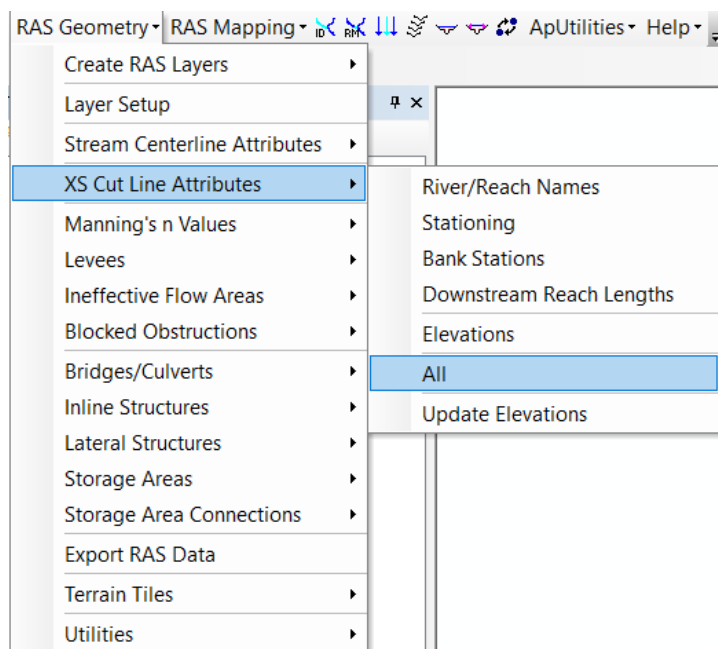 RAS Geometry RAS Mapping ID RM ApUtilities Help
Create RAS Layers
Layer Setup
Stream Centerline Attributes
XS Cut Line Attributes
River/Reach Names
Manning's n Values
Stationing
Levees
Bank Stations
Ineffective Flow Areas
Downstream Reach Lengths
Blocked Obstructions
Elevations
Bridges/Culverts
All
Inline Structures
Update Elevations
Lateral Structures
Storage Areas
Storage Area Connections
Export RAS Data
Terrain Tiles
Utilities